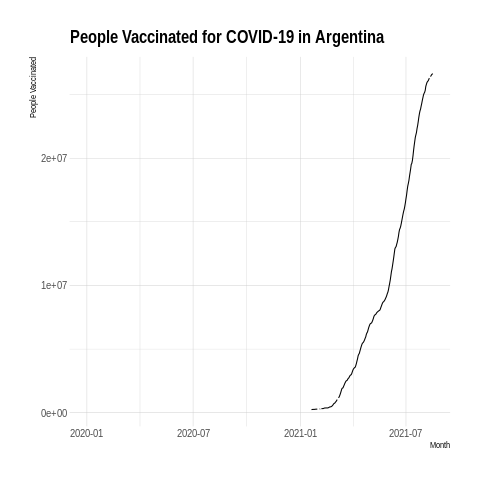 People Vaccinated for COVID-19 in Argentina
People Vaccinated
2e+07
1e+07
0e+00
2020-01 2020-07 2021-01 2021-07
Month